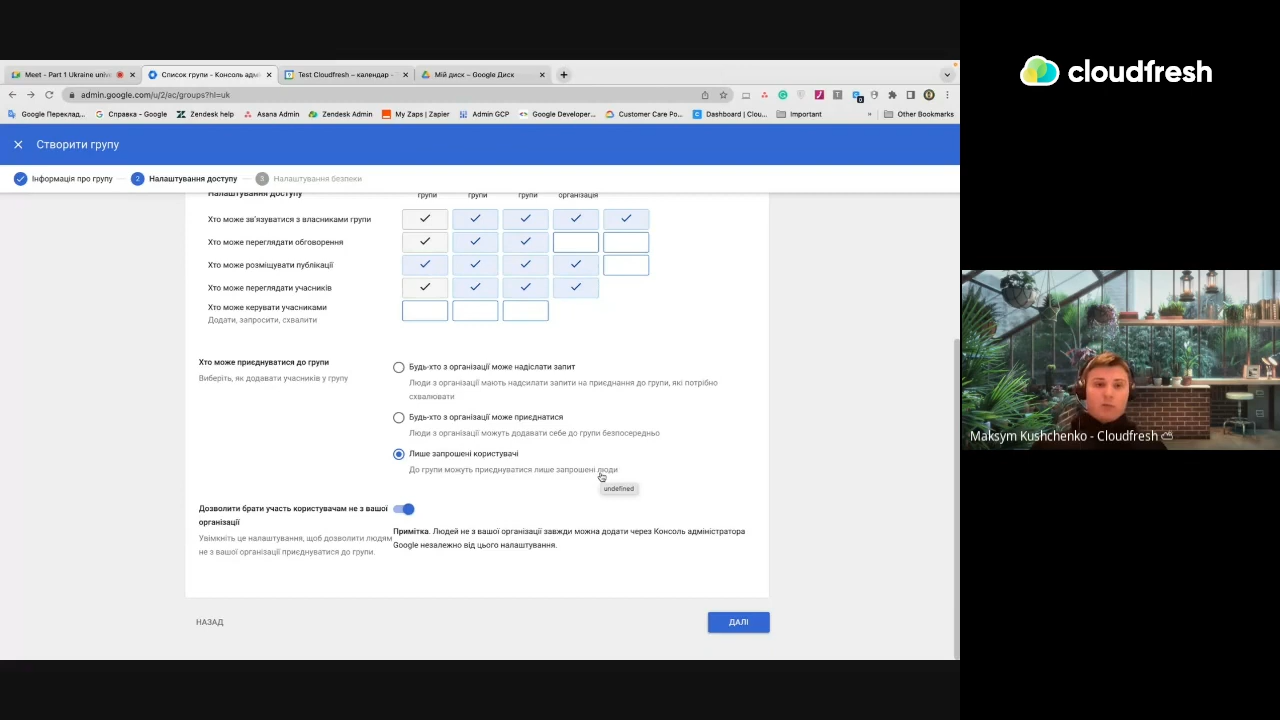 cloudfresh
Meet - Part 1 Ukraine univ
Список групи - Консоль адмі
Test Cloudfresh – календар -
Мій диск – Google Диск
admin.google.com/u/2/ac/groups?hl=uk
Google Переклад...
Справка - Google
Zendesk help
Asana Admin
Zendesk Admin
My Zaps | Zapier
Admin GCP
Google Developer...
Customer Care Po...
Dashboard | Clou...
Important
»
Other Bookmarks
Створити групу
Інформація про групу
2 Налаштування доступу
3 Налаштування безпеки
Налаштування доступу
групи групи групи організація
Хто може зв'язуватися з власниками групи
Хто може переглядати обговорення
Хто може розміщувати публікації
Хто може переглядати учасників
Хто може керувати учасниками
Додати, запросити, схвалити
Хто може приєднуватися до групи
Виберіть, як додавати учасників у групу
Будь-хто з організації може надіслати запит
Люди з організації мають надсилати запити на приєднання до групи, які потрібно
схвалювати
Будь-хто з організації може приєднатися
Люди з організації можуть додавати себе до групи безпосередньо
Лише запрошені користувачі
До групи можуть приєднуватися лише запрошені люди
undefined
Дозволити брати участь користувачам не з вашої
організації
Увімкніть це налаштування, щоб дозволити людям
не з вашої організації приєднуватися до групи.
Примітка. Людей не з вашої організації завжди можна додати через Консоль адміністратора
Google незалежно від цього налаштування.
НАЗАД
ДАЛІ
Maksym Kushchenko - Cloudfresh